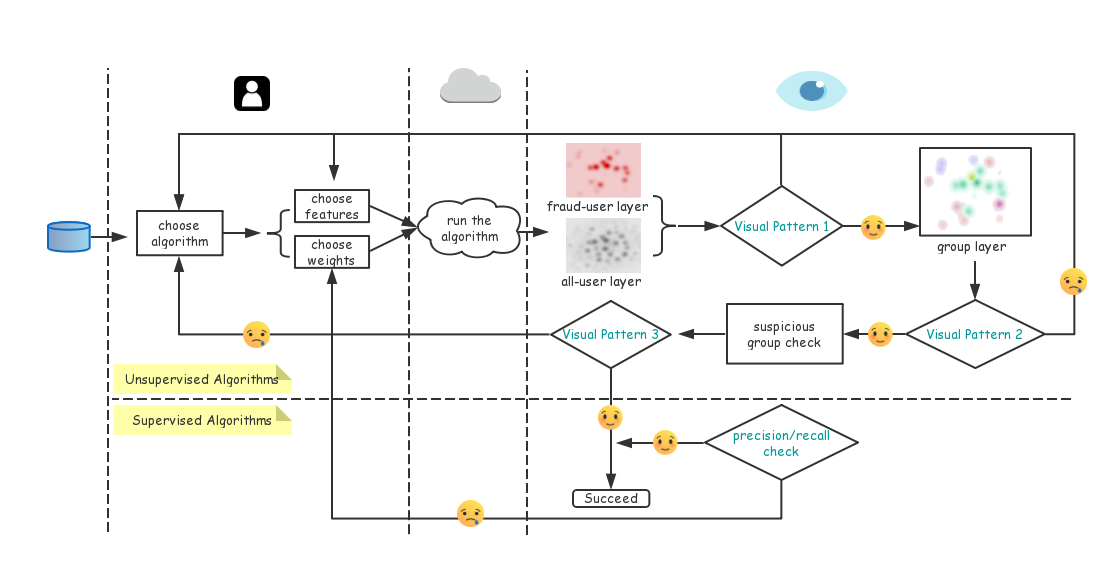 choose
algorithm
choose
features
choose
weights
run the
algorithm
fraud-user layer
all-user layer
Visual Pattern 1
group layer
Visual Pattern 2
suspicious
group check
Visual Pattern 3
Unsupervised Algorithms
Supervised Algorithms
precision/recall
check
Succeed